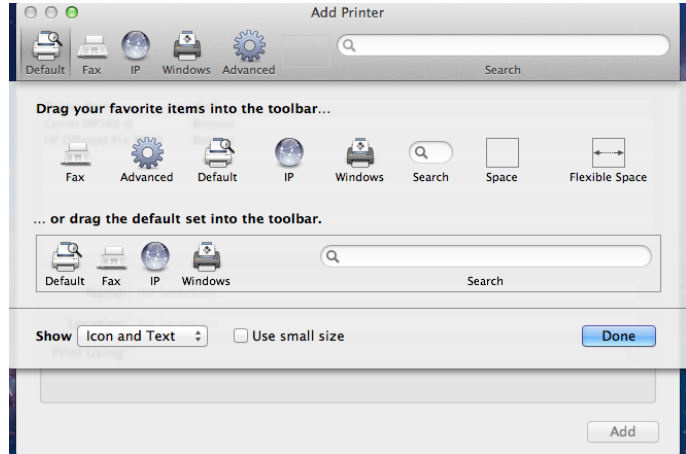 Add Printer
Default Fax IP Windows Advanced Search
Drag your favorite items into the toolbar...
Fax Advanced Default IP Windows Search Space Flexible Space
... or drag the default set into the toolbar.
Default Fax IP Windows Search
Show Icon and Text Use small size Done
Print Using:
Add